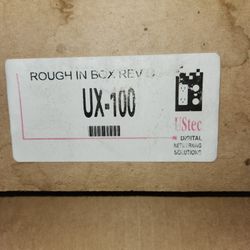 ROUGH IN BOX REV
UX-100
UStec
DIGITAL
NETWORKING
SOLUTIONS